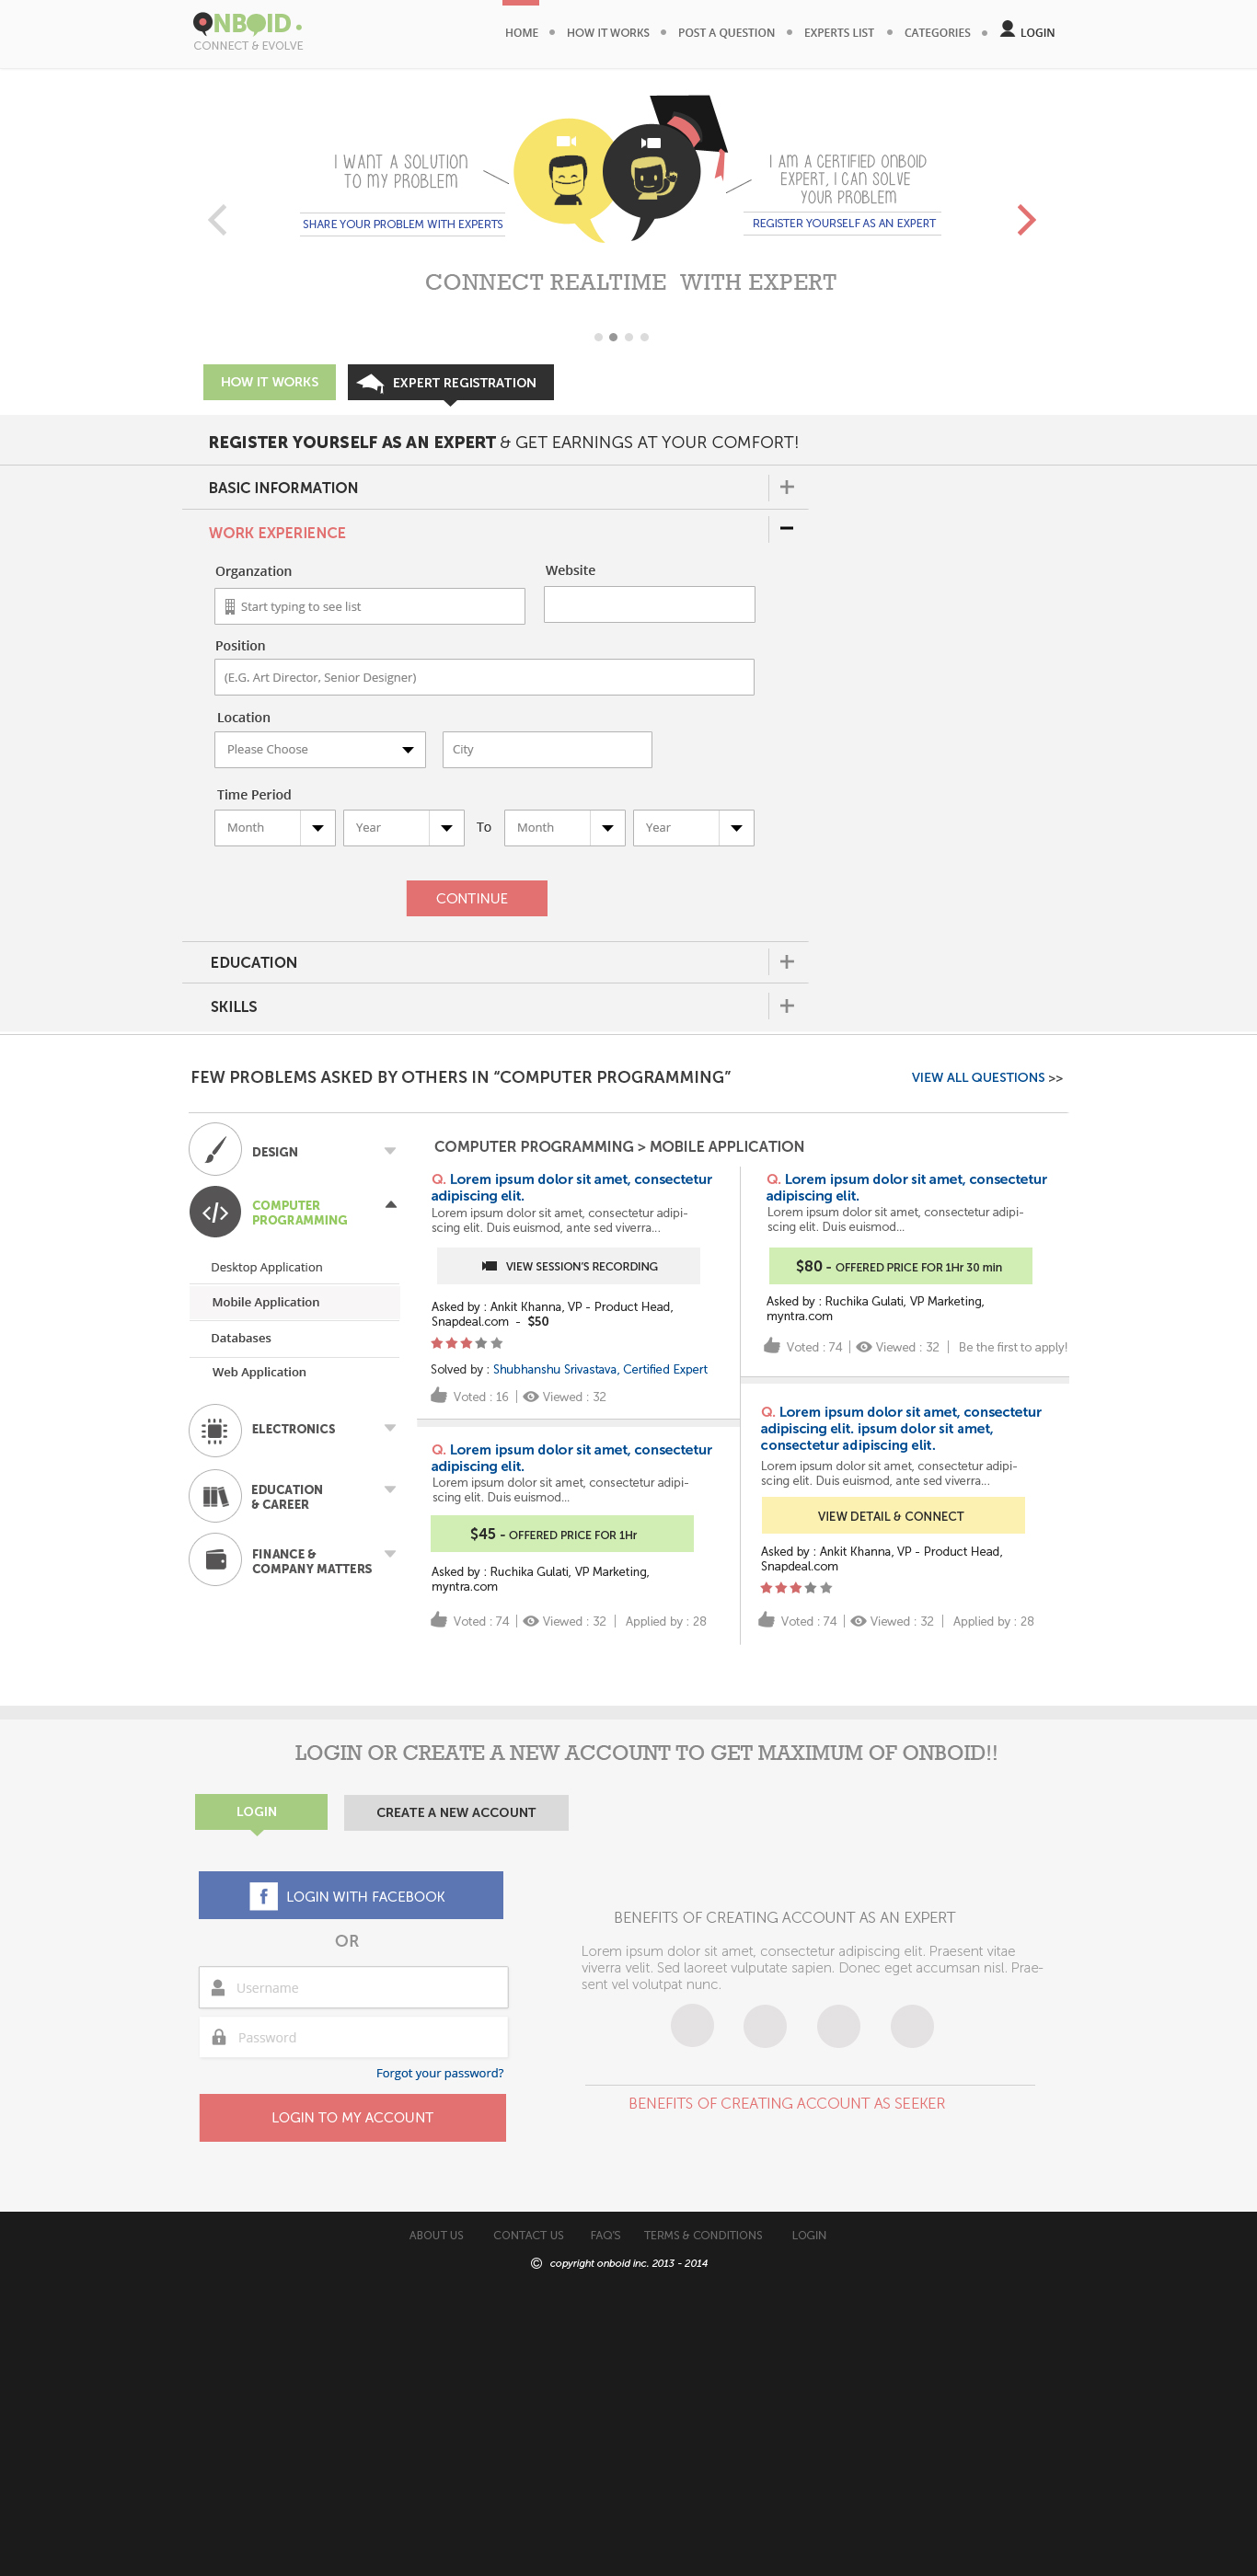 ONBOID
CONNECT & EVOLVE
HOME
HOW IT WORKS
POST A QUESTION
EXPERTS LIST
CATEGORIES
LOGIN
I WANT A SOLUTION
TO MY PROBLEM
SHARE YOUR PROBLEM WITH EXPERTS
I AM A CERTIFIED ONBOID
EXPERT, I CAN SOLVE
YOUR PROBLEM
REGISTER YOURSELF AS AN EXPERT
CONNECT REALTIME WITH EXPERT
HOW IT WORKS
EXPERT REGISTRATION
REGISTER YOURSELF AS AN EXPERT & GET EARNINGS AT YOUR COMFORT!
BASIC INFORMATION
WORK EXPERIENCE
Organzation
Website
Start typing to see list
Position
(E.G. Art Director, Senior Designer)
Location
Please Choose
City
Time Period
Month
Year
To
Month
Year
CONTINUE
EDUCATION
SKILLS
FEW PROBLEMS ASKED BY OTHERS IN “COMPUTER PROGRAMMING”
VIEW ALL QUESTIONS >>
DESIGN
COMPUTER
PROGRAMMING
Desktop Application
Mobile Application
Databases
Web Application
ELECTRONICS
EDUCATION
& CAREER
FINANCE &
COMPANY MATTERS
COMPUTER PROGRAMMING > MOBILE APPLICATION
Q. Lorem ipsum dolor sit amet, consectetur
adipiscing elit.
Lorem ipsum dolor sit amet, consectetur adipi-
scing elit. Duis euismod, ante sed viverra...
VIEW SESSION'S RECORDING
Asked by : Ankit Khanna, VP - Product Head,
Snapdeal.com - $50
Solved by : Shubhanshu Srivastava, Certified Expert
Voted : 16
Viewed : 32
Q. Lorem ipsum dolor sit amet, consectetur
adipiscing elit.
Lorem ipsum dolor sit amet, consectetur adipi-
scing elit. Duis euismod...
$45 - OFFERED PRICE FOR 1Hr
Asked by : Ruchika Gulati, VP Marketing,
myntra.com
Voted : 74
Viewed : 32
Applied by : 28
Q. Lorem ipsum dolor sit amet, consectetur
adipiscing elit.
Lorem ipsum dolor sit amet, consectetur adipi-
scing elit. Duis euismod...
$80 - OFFERED PRICE FOR 1Hr 30 min
Asked by : Ruchika Gulati, VP Marketing,
myntra.com
Voted : 74
Viewed : 32
Be the first to apply!
Q. Lorem ipsum dolor sit amet, consectetur
adipiscing elit. ipsum dolor sit amet,
consectetur adipiscing elit.
Lorem ipsum dolor sit amet, consectetur adipi-
scing elit. Duis euismod, ante sed viverra...
VIEW DETAIL & CONNECT
Asked by : Ankit Khanna, VP - Product Head,
Snapdeal.com
Voted : 74
Viewed : 32
Applied by : 28
LOGIN OR CREATE A NEW ACCOUNT TO GET MAXIMUM OF ONBOID!!
LOGIN
CREATE A NEW ACCOUNT
f LOGIN WITH FACEBOOK
OR
Username
Password
Forgot your password?
LOGIN TO MY ACCOUNT
BENEFITS OF CREATING ACCOUNT AS AN EXPERT
Lorem ipsum dolor sit amet, consectetur adipiscing elit. Praesent vitae
viverra velit. Sed laoreet vulputate sapien. Donec eget accumsan nisl. Prae-
sent vel volutpat nunc.
BENEFITS OF CREATING ACCOUNT AS SEEKER
ABOUT US
CONTACT US
FAQ'S
TERMS & CONDITIONS
LOGIN
© copyright onboid inc. 2013 - 2014